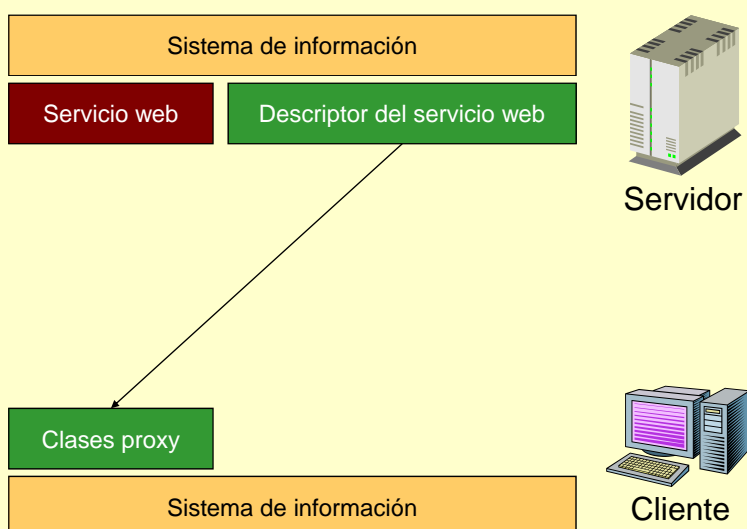 Sistema de información
Servicio web
Descriptor del servicio web
Servidor
Clases proxy
Sistema de información
Cliente